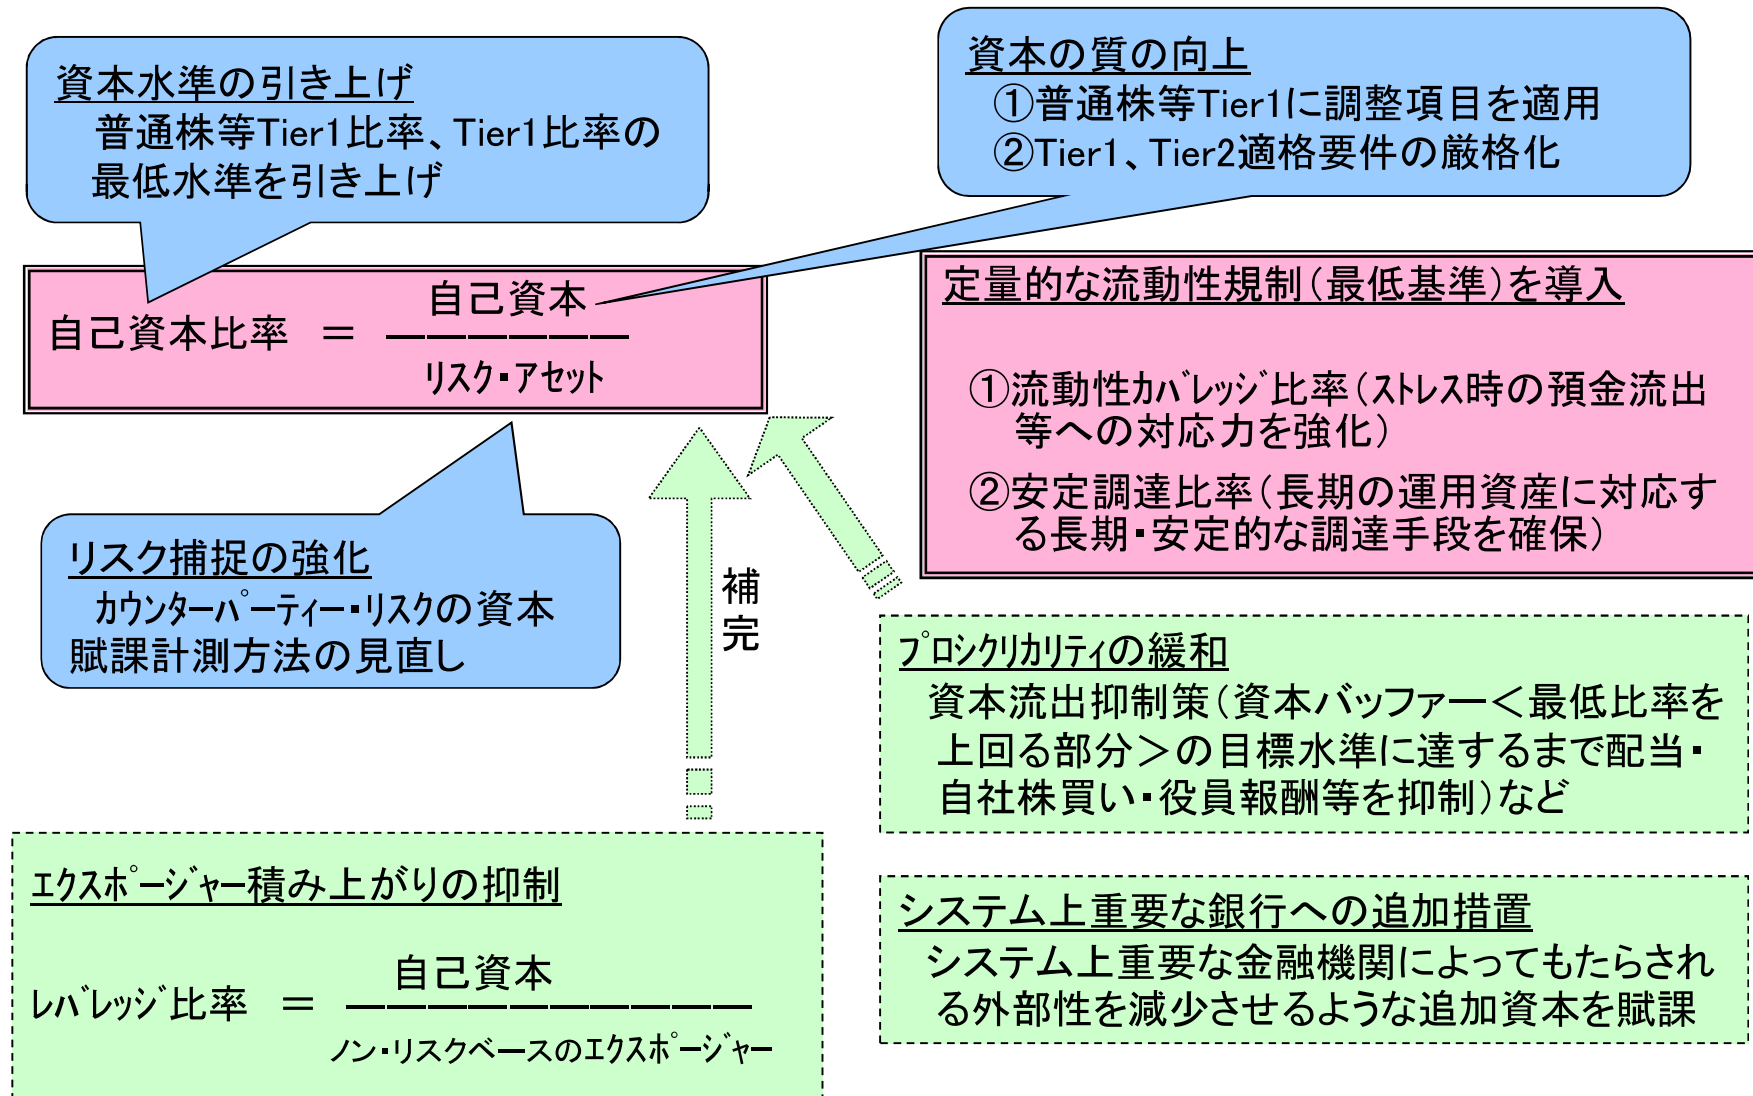 資本水準の引き上げ
普通株等Tier1比率、Tier1比率の
最低水準を引き上げ
資本の質の向上
①普通株等Tier1に調整項目を適用
②Tier1、Tier2適格要件の厳格化
自己資本比率 ＝
自己資本
――――――
リスク・アセット
定量的な流動性規制（最低基準）を導入
①流動性ｶﾊﾞﾚｯｼﾞ比率（ｽﾄﾚｽ時の預金流出
等への対応力を強化）
②安定調達比率（長期の運用資産に対応す
る長期・安定的な調達手段を確保）
リスク捕捉の強化
ｶｳﾝﾀｰﾊﾟｰﾃｨｰ・ﾘｽｸの資本
賦課計測方法の見直し
補
完
ﾌﾟﾛｼｸﾘｶﾘﾃｨの緩和
資本流出抑制策（資本バッファー＜最低比率を
上回る部分＞の目標水準に達するまで配当・
自社株買い・役員報酬等を抑制）など
ｴｸｽﾎﾟｰｼﾞｬｰ積み上がりの抑制
レﾊﾞﾚｯｼﾞ比率 ＝
自己資本
――――――――――
ノン・リスクベースのｴｸｽﾎﾟｰｼﾞｬｰ
システム上重要な銀行への追加措置
システム上重要な金融機関によってもたらされ
る外部性を減少させるような追加資本を賦課